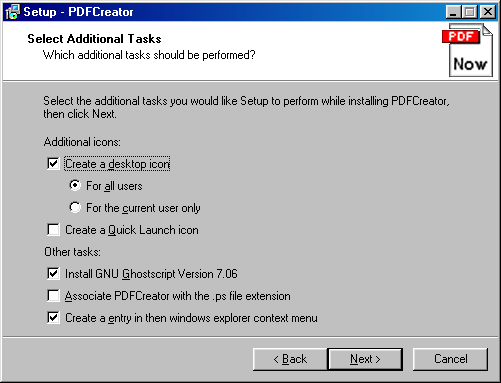 Setup - PDFCreator
Select Additional Tasks
Which additional tasks should be performed?
PDF
Now
Select the additional tasks you would like Setup to perform while installing PDFCreator,
then click Next.
Additional icons:
Create a desktop icon
For all users
For the current user only
Create a Quick Launch icon
Other tasks:
Install GNU Ghostscript Version 7.06
Associate PDFCreator with the .ps file extension
Create a entry in then windows explorer context menu
< Back
Next >
Cancel